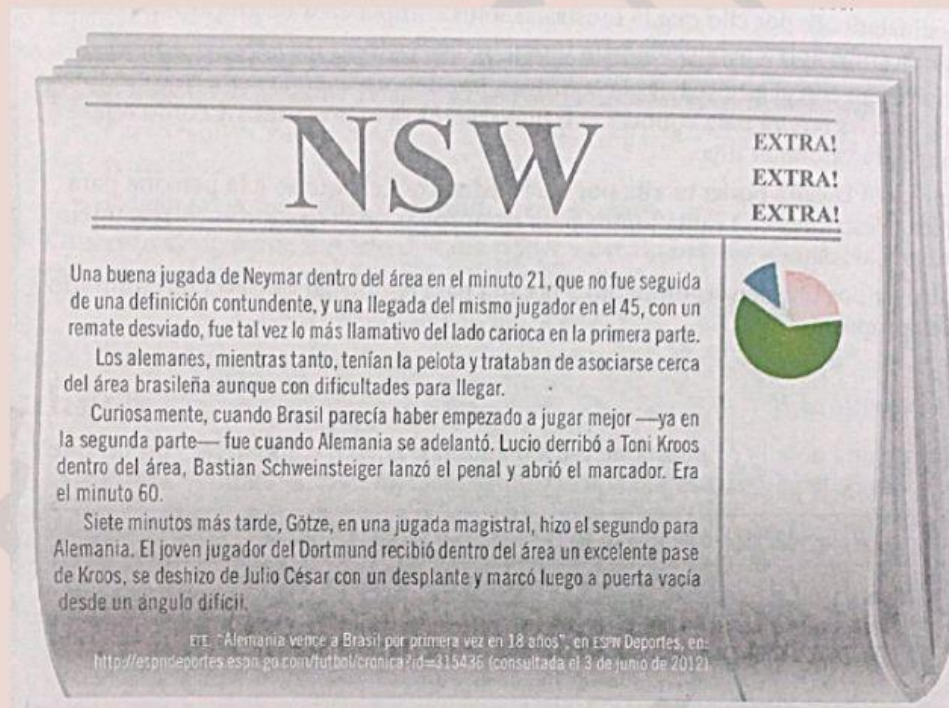 NSW
EXTRA!
EXTRA!
EXTRA!
Una buena jugada de Neymar dentro del área en el minuto 21, que no fue seguida
de una definición contundente, y una llegada del mismo jugador en el 45, con un
remate desviado, fue tal vez lo más llamativo del lado carioca en la primera parte.
Los alemanes, mientras tanto, tenían la pelota y trataban de asociarse cerca
del área brasileña aunque con dificultades para llegar.
Curiosamente, cuando Brasil parecía haber empezado a jugar mejor —ya en
la segunda parte— fue cuando Alemania se adelantó. Lucio derribó a Toni Kroos
dentro del área, Bastian Schweinsteiger lanzó el penal y abrió el marcador. Era
el minuto 60.
Siete minutos más tarde, Götze, en una jugada magistral, hizo el segundo para
Alemania. El joven jugador del Dortmund recibió dentro del área un excelente pase
de Kroos, se deshizo de Julio César con un desplante y marcó luego a puerta vacía
desde un ángulo difícil.
"Alemania vence a Brasil por primera vez en 18 años", en ESPN Deportes, en:
http://espndeportes.espn.go.com/futbol/cronica?id=315436 (consultada el 3 de junio de 2012)